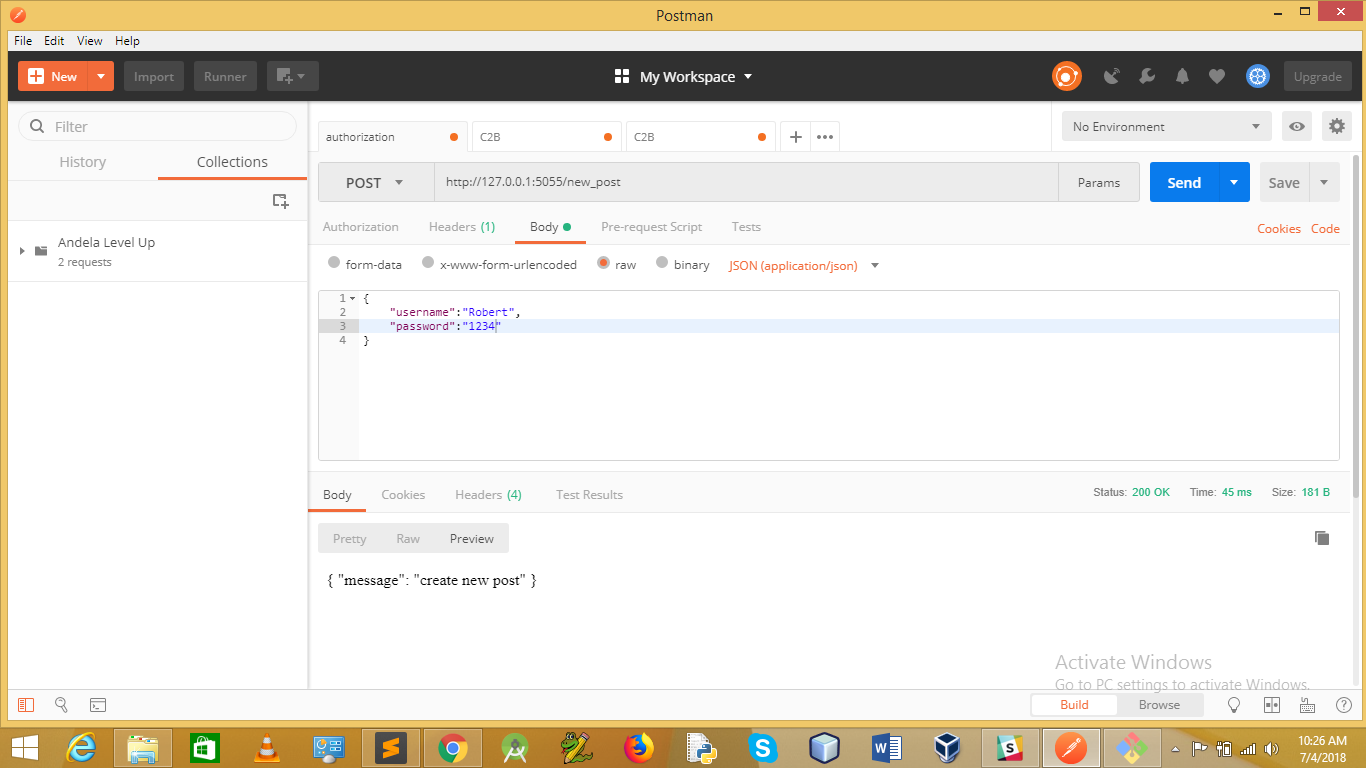 Postman
File Edit View Help
New Import Runner My Workspace Upgrade
Filter
History Collections
Andela Level Up
2 requests
authorization C2B C2B No Environment
POST http://127.0.0.1:5055/new_post Params Send Save
Authorization Headers (1) Body Pre-request Script Tests Cookies Code
form-data x-www-form-urlencoded raw binary JSON (application/json)
1 {
2 "username":"Robert",
3 "password":"1234"
4 }
Body Cookies Headers (4) Test Results Status: 200 OK Time: 45 ms Size: 181 B
Pretty Raw Preview
{ "message": "create new post" }
Activate Windows
Go to PC settings to activate Windows.
Build Browse
10:26 AM
7/4/2018